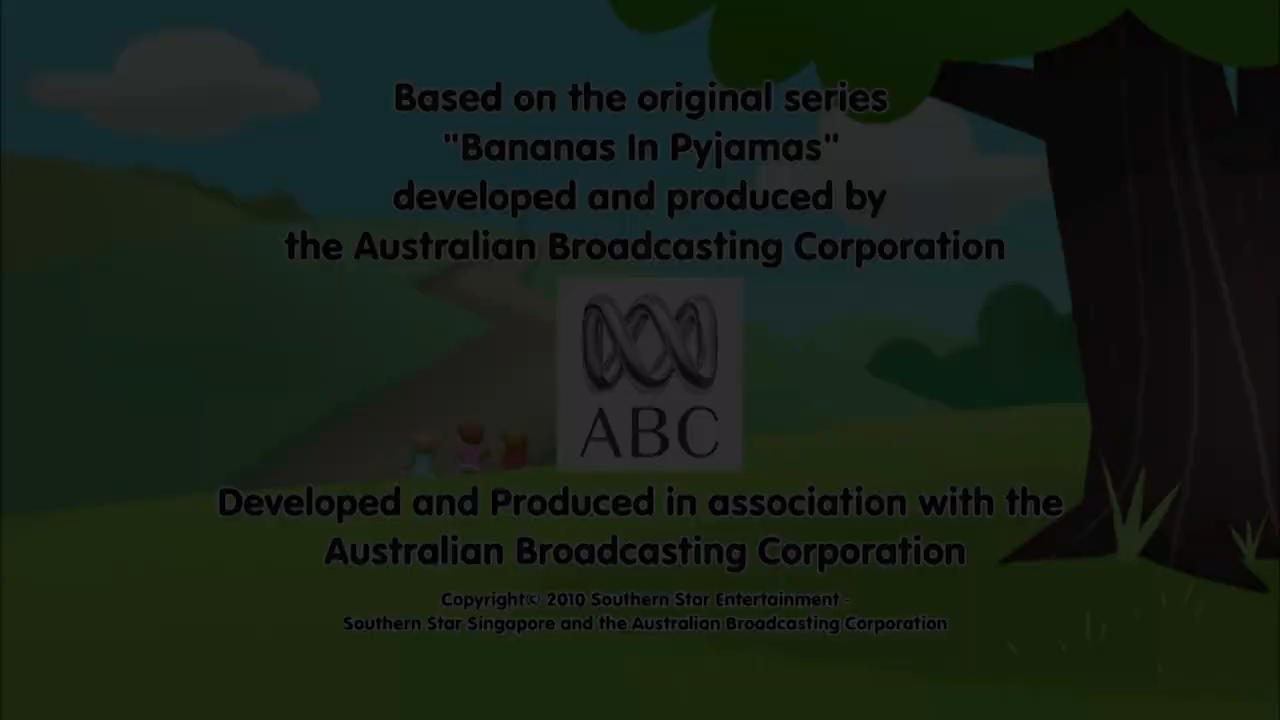 Based on the original series
"Bananas In Pyjamas"
developed and produced by
the Australian Broadcasting Corporation
ABC
Developed and Produced in association with the
Australian Broadcasting Corporation
Copyright© 2010 Southern Star Entertainment -
Southern Star Singapore and the Australian Broadcasting Corporation